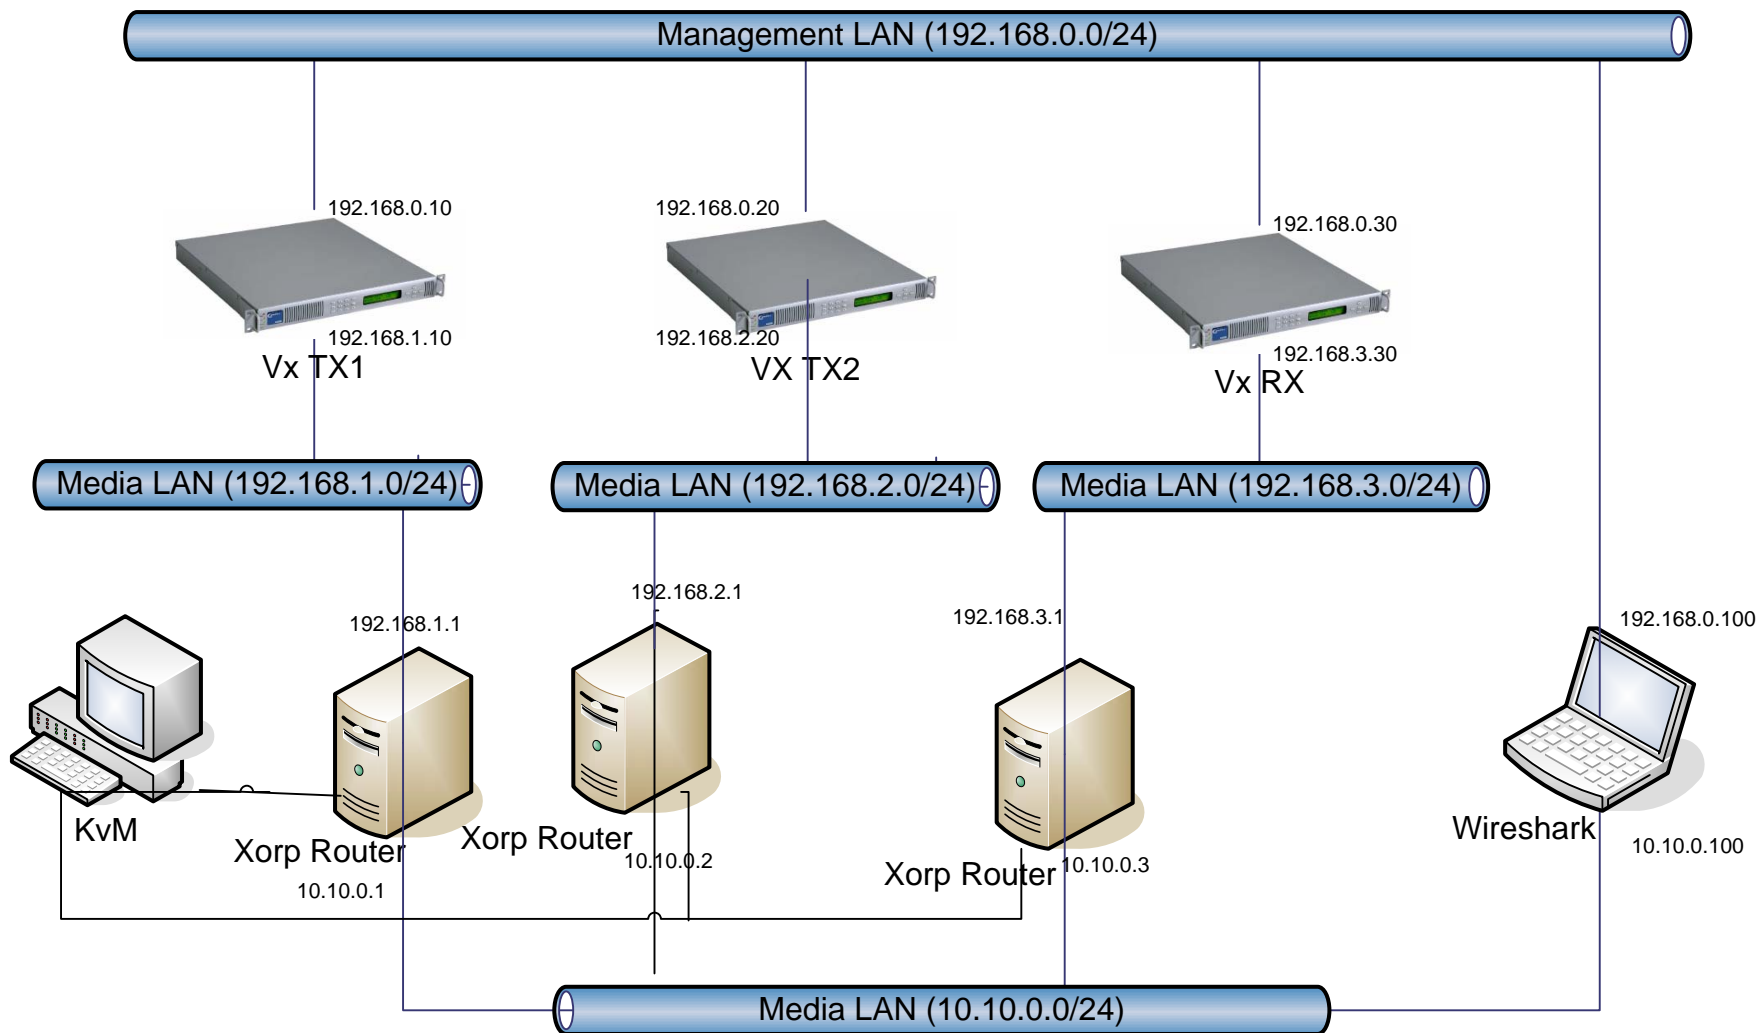 Management LAN (192.168.0.0/24)
192.168.0.10
192.168.0.20
192.168.0.30
192.168.1.10
192.168.2.20
192.168.3.30
Vx TX1
VX TX2
Vx RX
Media LAN (192.168.1.0/24)
Media LAN (192.168.2.0/24)
Media LAN (192.168.3.0/24)
192.168.1.1
192.168.2.1
192.168.3.1
192.168.0.100
KvM
Xorp Router
Xorp Router
Xorp Router
Wireshark
10.10.0.1
10.10.0.2
10.10.0.3
10.10.0.100
Media LAN (10.10.0.0/24)